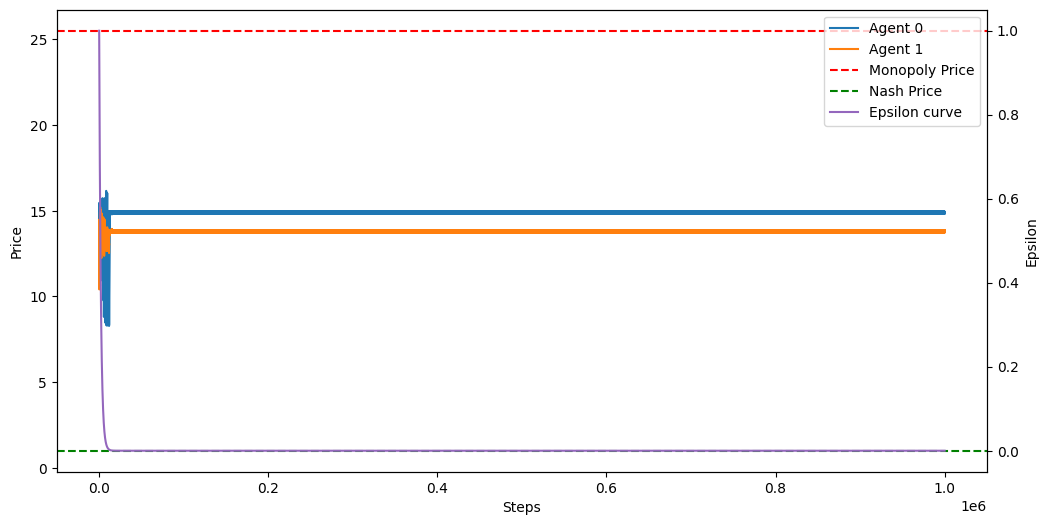 Agent 0
Agent 1
Monopoly Price
Nash Price
Epsilon curve
25
20
15
10
5
0
Price
1.0
0.8
0.6
0.4
0.2
0.0
Epsilon
0.0 0.2 0.4 0.6 0.8 1.0
1e6
Steps